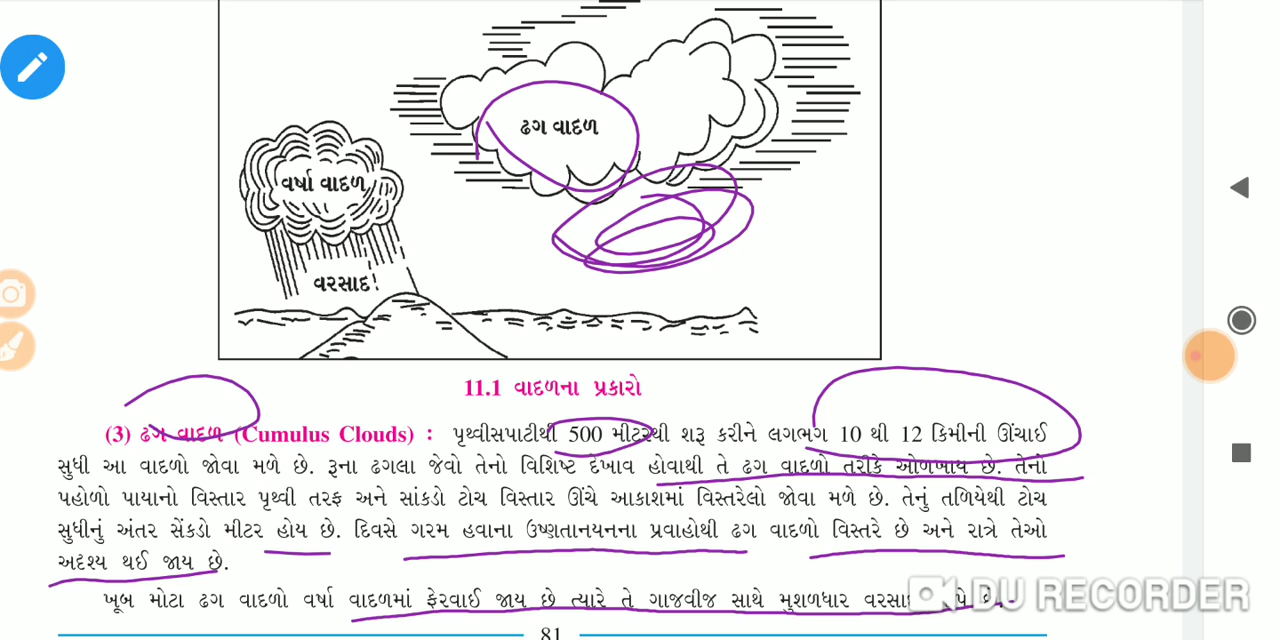 ઢગ વાદળ
વર્ષા વાદળ
વરસાદ
11.1 વાદળના પ્રકારો
(3) ઢગ વાદળ (Cumulus Clouds) : પૃથ્વીસપાટીથી 500 મીટરથી શરૂ કરીને લગભગ 10 થી 12 કિમીની ઊંચાઈ
સુધી આ વાદળો જોવા મળે છે. રૂના ઢગલા જેવો તેનો વિશિષ્ટ દેખાવ હોવાથી તે ઢગ વાદળો તરીકે ઓળખાય છે. તેનો
પહોળો પાયાનો વિસ્તાર પૃથ્વી તરફ અને સાંકડો ટોચ વિસ્તાર ઊંચે આકાશમાં વિસ્તરેલો જોવા મળે છે. તેનું તળિયેથી ટોચ
સુધીનું અંતર સેંકડો મીટર હોય છે. દિવસે ગરમ હવાના ઉષ્ણતાનયનના પ્રવાહોથી ઢગ વાદળો વિસ્તરે છે અને રાત્રે તેઓ
અદૃશ્ય થઈ જાય છે.
ખૂબ મોટા ઢગ વાદળો વર્ષા વાદળમાં ફેરવાઈ જાય છે ત્યારે તે ગાજવીજ સાથે મુશળધાર
DU RECORDER
81